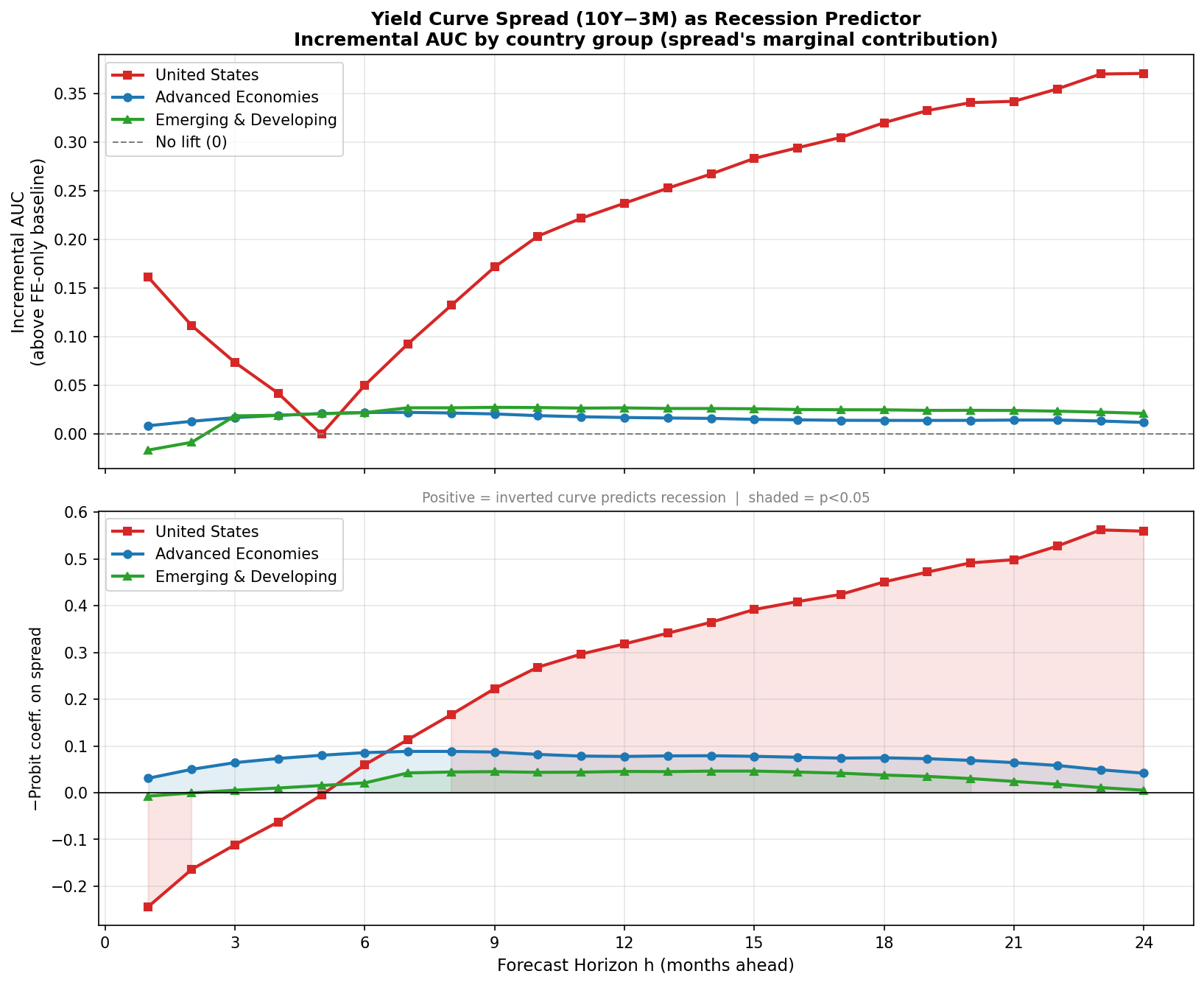 Yield Curve Spread (10Y−3M) as Recession Predictor
Incremental AUC by country group (spread's marginal contribution)
United States
Advanced Economies
Emerging & Developing
No lift (0)
Incremental AUC
(above FE-only baseline)
0.35
0.30
0.25
0.20
0.15
0.10
0.05
0.00
Positive = inverted curve predicts recession | shaded = p<0.05
United States
Advanced Economies
Emerging & Developing
−Probit coeff. on spread
0.6
0.5
0.4
0.3
0.2
0.1
0.0
−0.1
−0.2
0 3 6 9 12 15 18 21 24
Forecast Horizon h (months ahead)